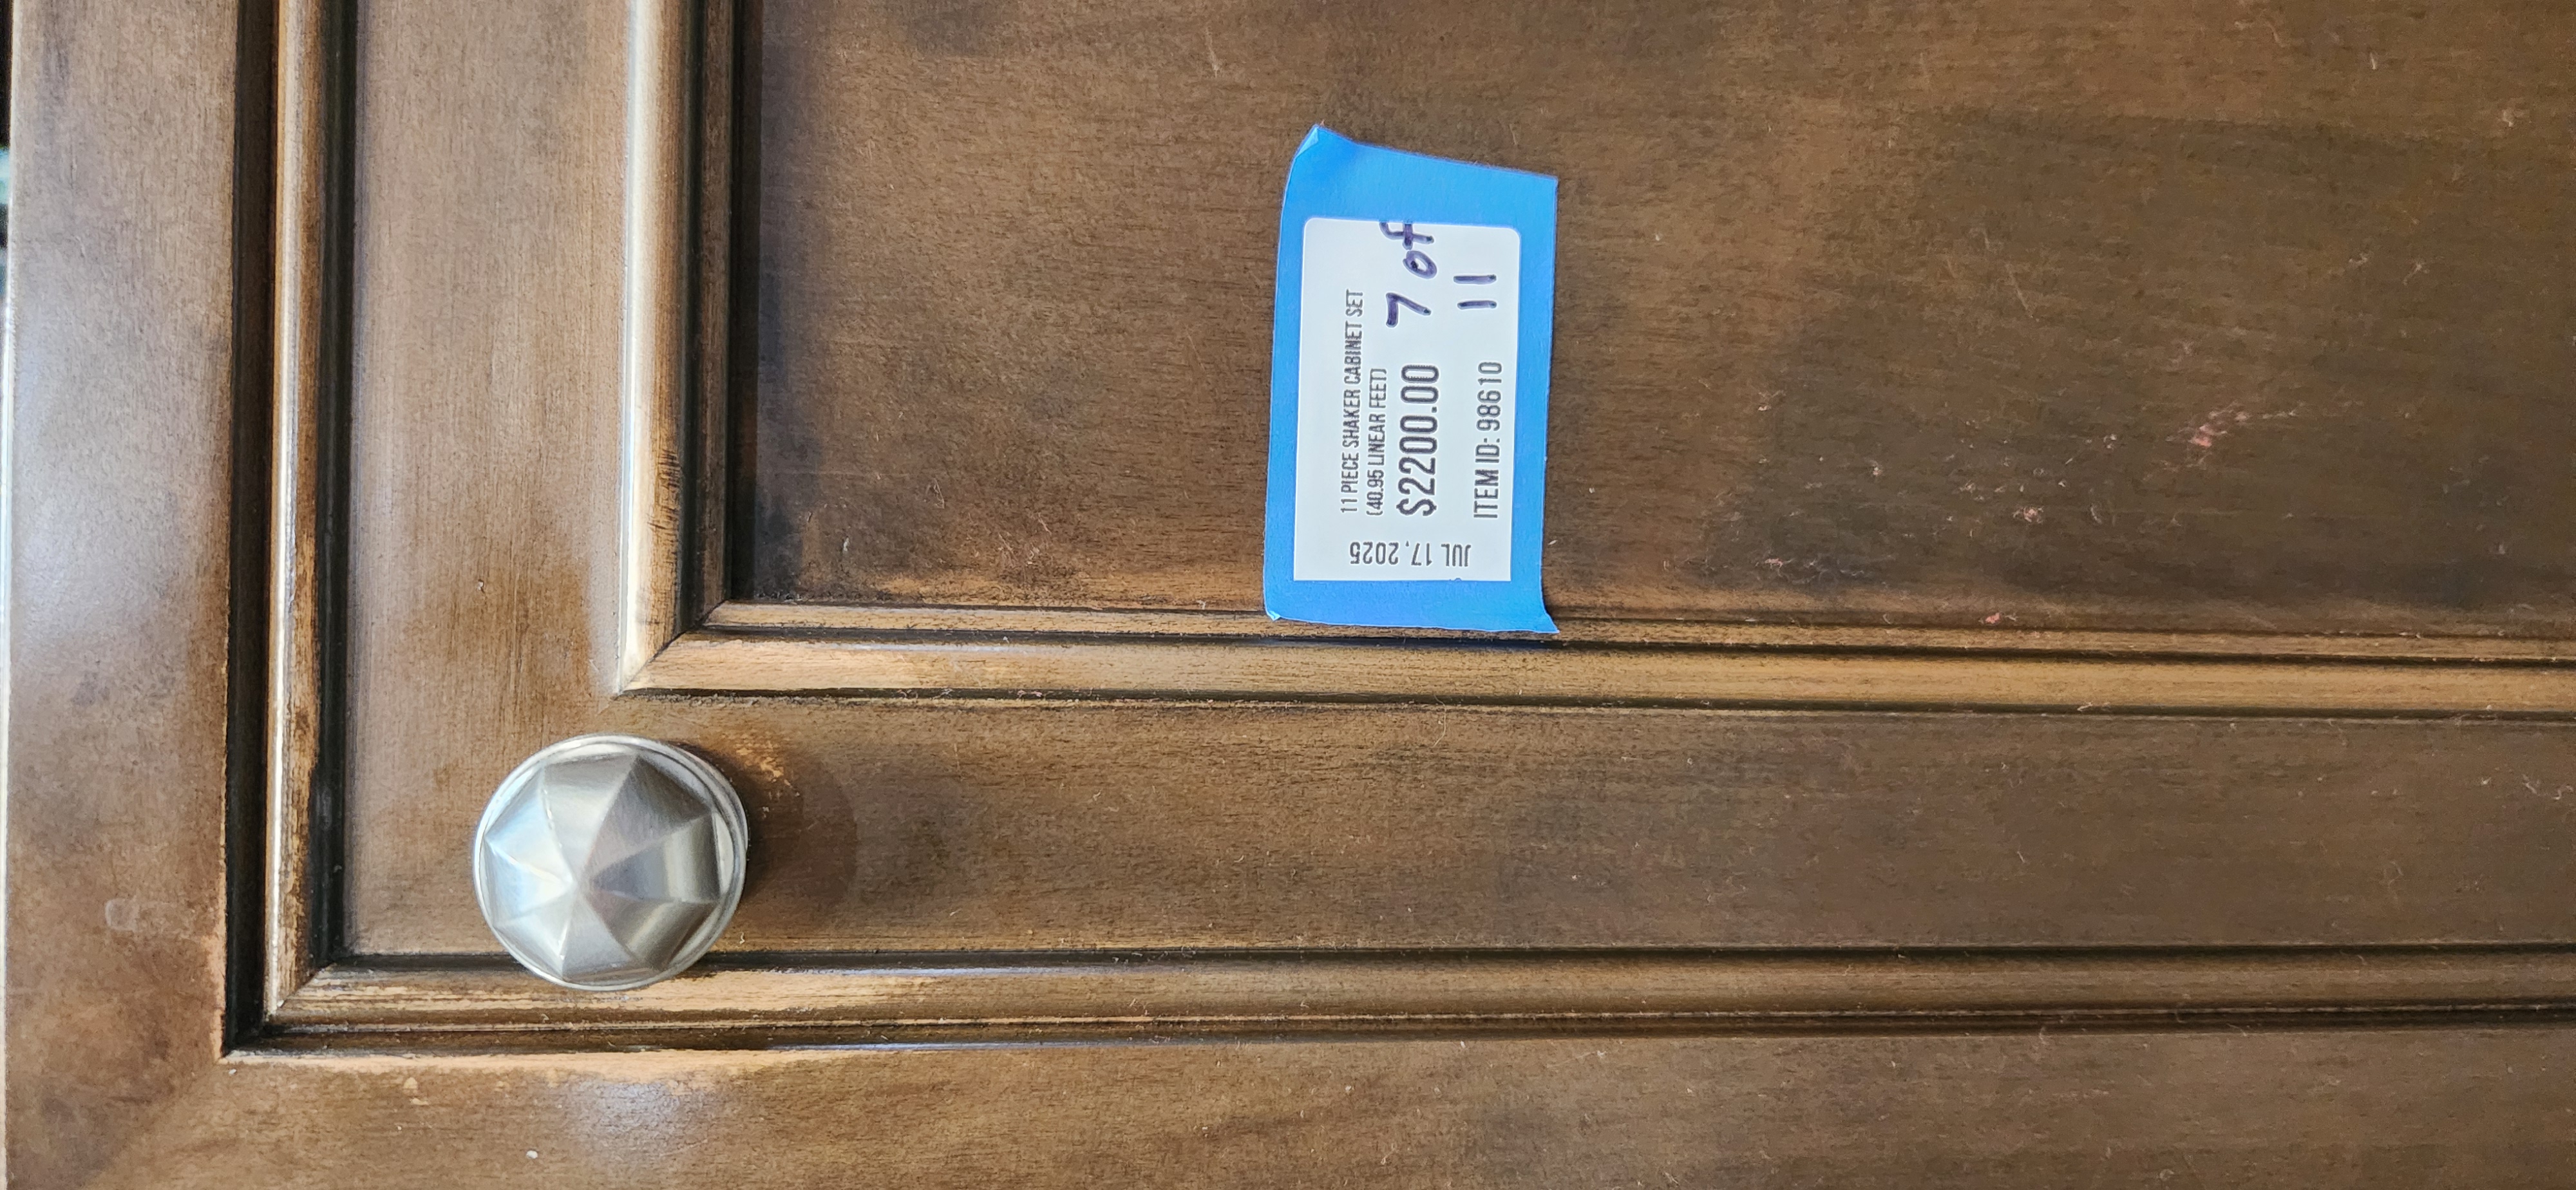 11 PIECE SHAKER CABINET SET
(40.95 LINEAR FEET)
$2200.00 7 of
ITEM ID: 98610 11
JUL 17, 2025